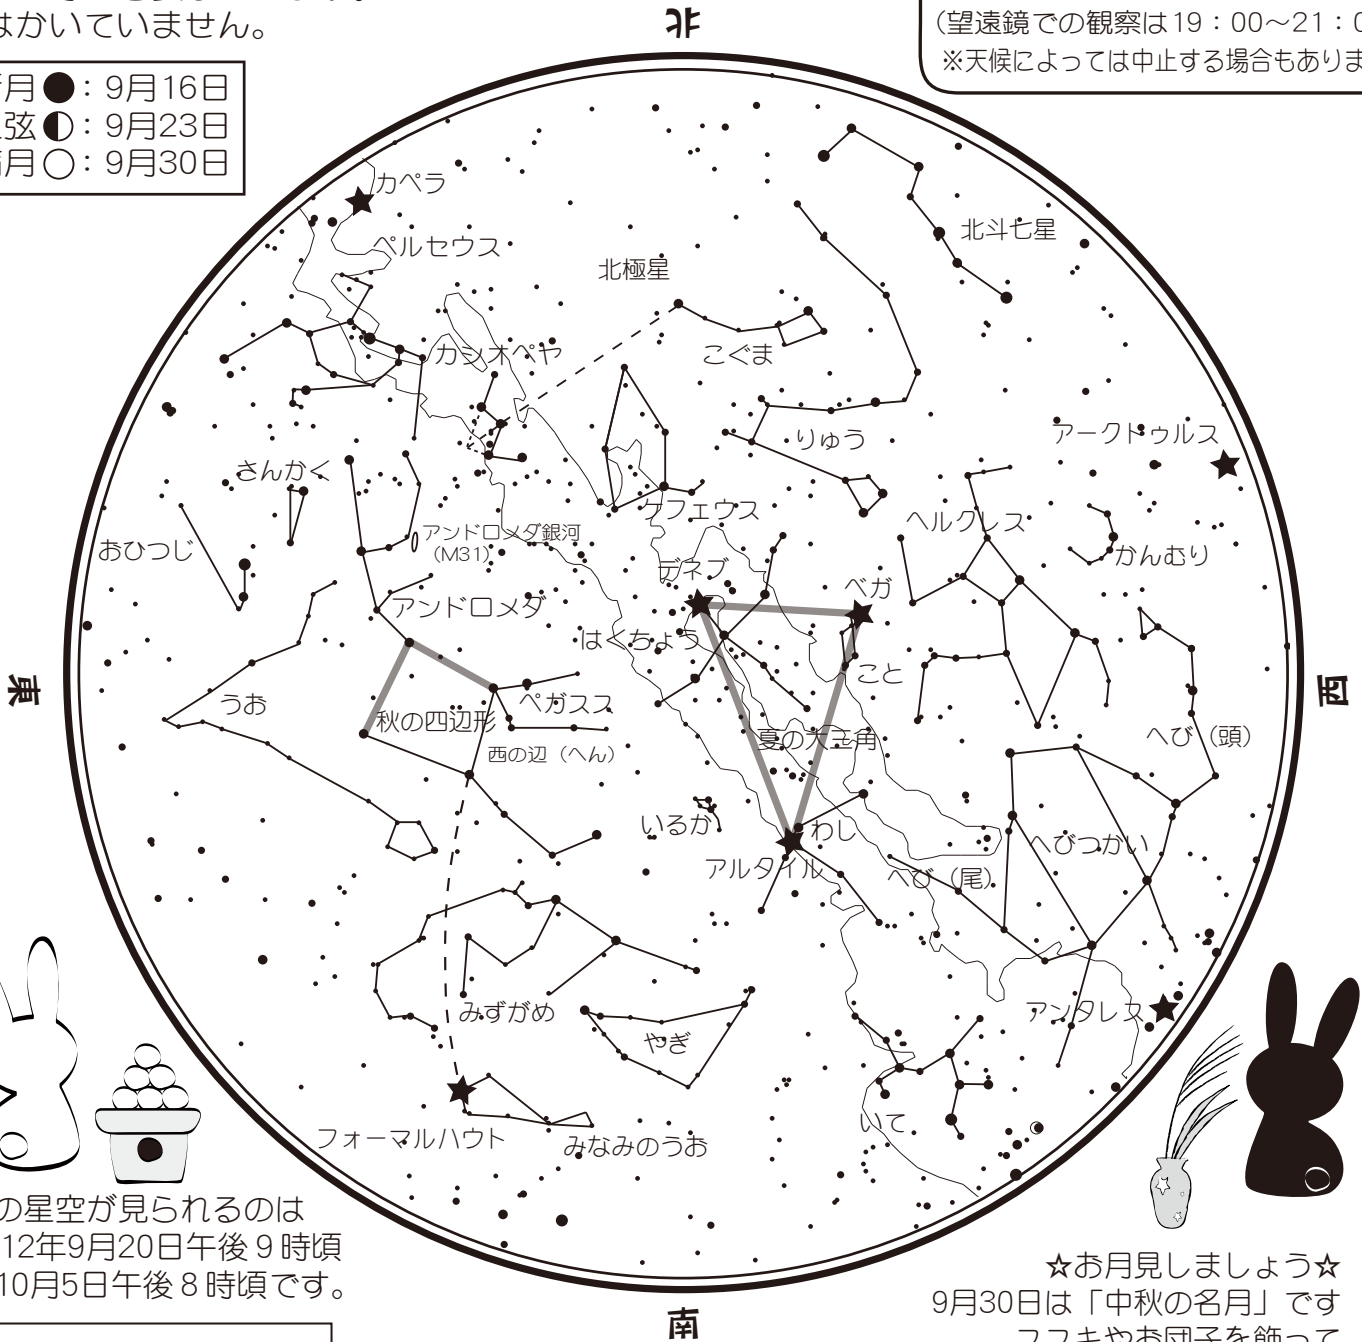 はかいていません。
月●：9月16日
弦◐：9月23日
月○：9月30日
北
（望遠鏡での観察は19：00～21：0
※天候によっては中止する場合もありま
カペラ
ペルセウス
北極星
北斗七星
カシオペヤ
こぐま
りゅう
アークトゥルス
さんかく
ケフェウス
ヘルクレス
おひつじ
アンドロメダ銀河
（M31）
かんむり
デネブ
ベガ
アンドロメダ
はくちょう
こと
東
西
うお
ペガスス
秋の四辺形
西の辺（へん）
夏の大三角
へび（頭）
いるか
わし
へびつかい
アルタイル
へび（尾）
みずがめ
やぎ
アンタレス
いて
フォーマルハウト
みなみのうお
の星空が見られるのは
12年9月20日午後９時頃
10月5日午後８時頃です。
南
☆お月見しましょう☆
9月30日は「中秋の名月」です
ススキやお団子を飾って